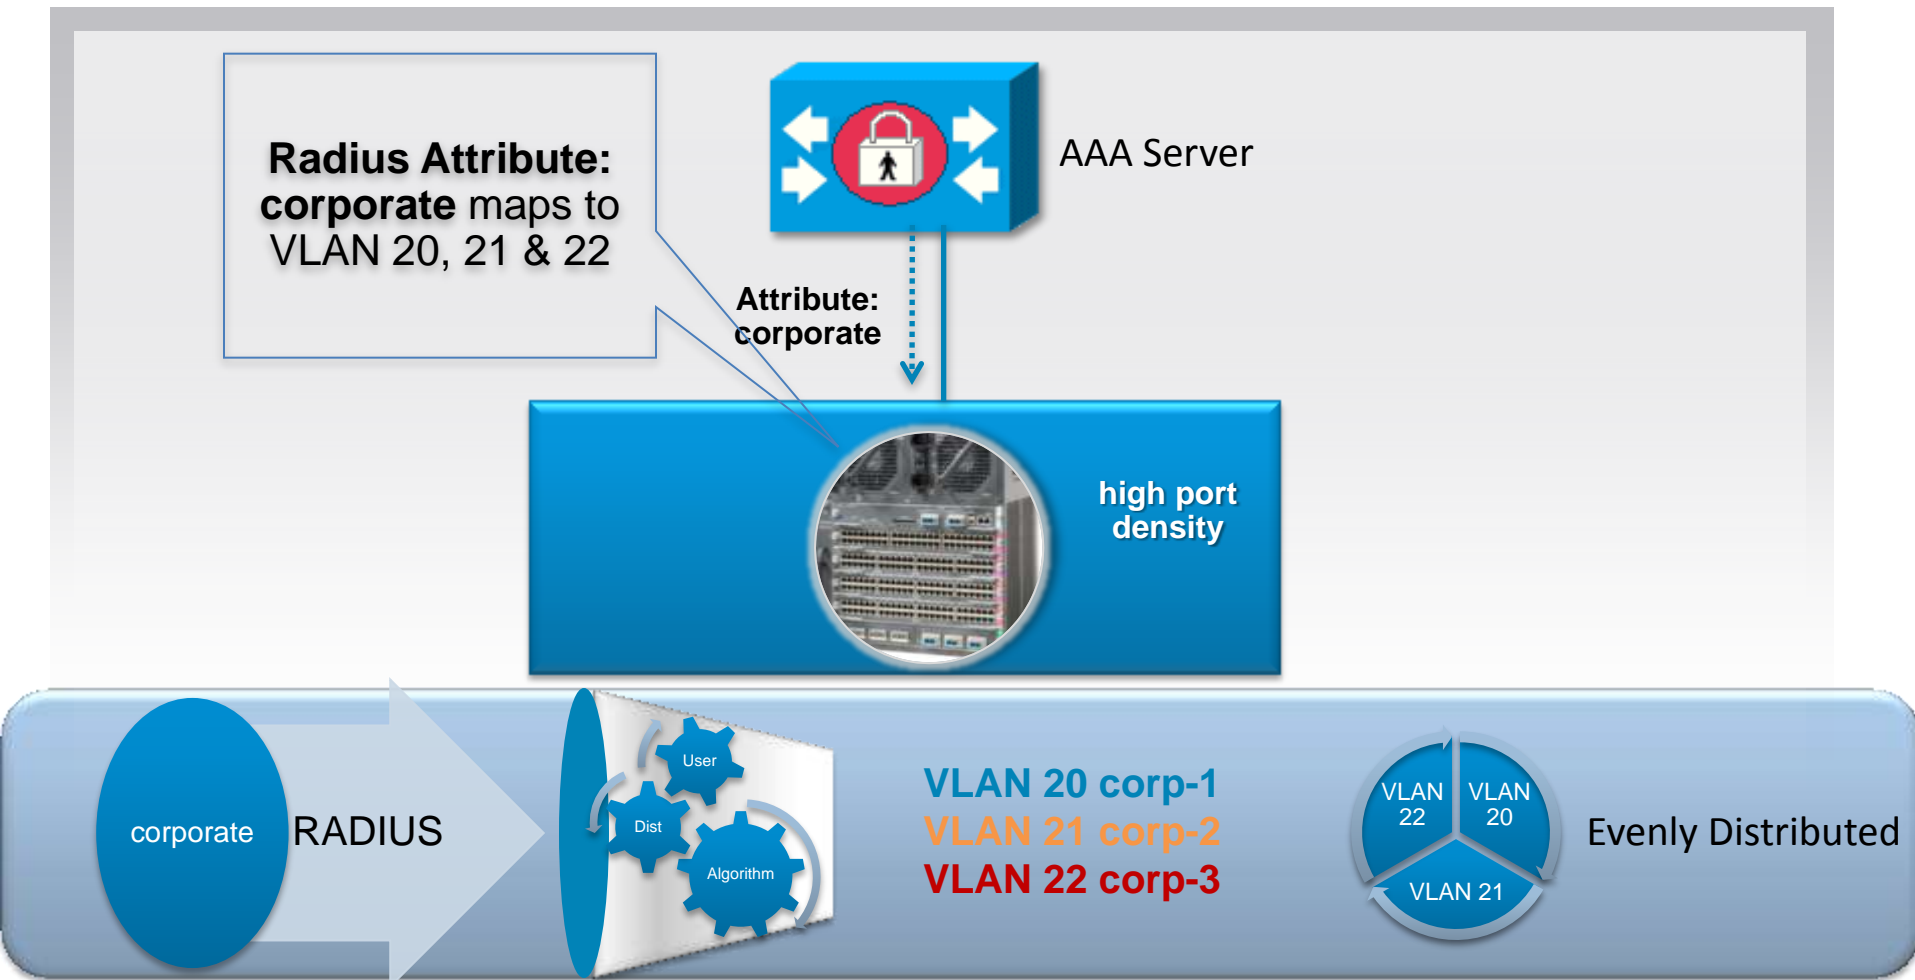 Radius Attribute:
corporate maps to
VLAN 20, 21 & 22
AAA Server
Attribute:
corporate
high port
density
corporate
RADIUS
User
Dist
Algorithm
VLAN 20 corp-1
VLAN 21 corp-2
VLAN 22 corp-3
VLAN
22
VLAN
20
VLAN 21
Evenly Distributed